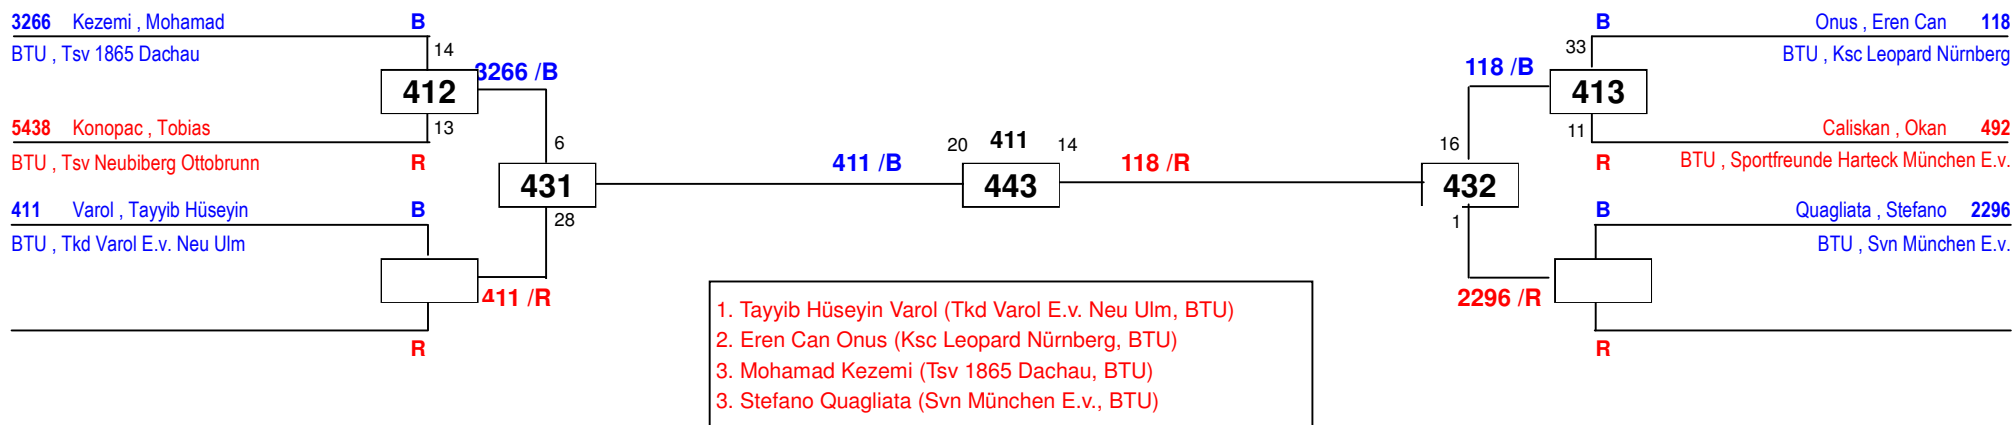 3266 Kezemi , Mohamad B
BTU , Tsv 1865 Dachau
14
412
3266 /B
13
5438 Konopac , Tobias
BTU , Tsv Neubiberg Ottobrunn R
411 Varol , Tayyib Hüseyin B
BTU , Tkd Varol E.v. Neu Ulm
411 /R
R
6
431
28
411 /B
20 411 14
443
118 /R
1. Tayyib Hüseyin Varol (Tkd Varol E.v. Neu Ulm, BTU)
2. Eren Can Onus (Ksc Leopard Nürnberg, BTU)
3. Mohamad Kezemi (Tsv 1865 Dachau, BTU)
3. Stefano Quagliata (Svn München E.v., BTU)
118 /B
16
432
1
2296 /R
B Onus , Eren Can 118
33
BTU , Ksc Leopard Nürnberg
413
11
Caliskan , Okan 492
R BTU , Sportfreunde Harteck München E.v.
B Quagliata , Stefano 2296
BTU , Svn München E.v.
R